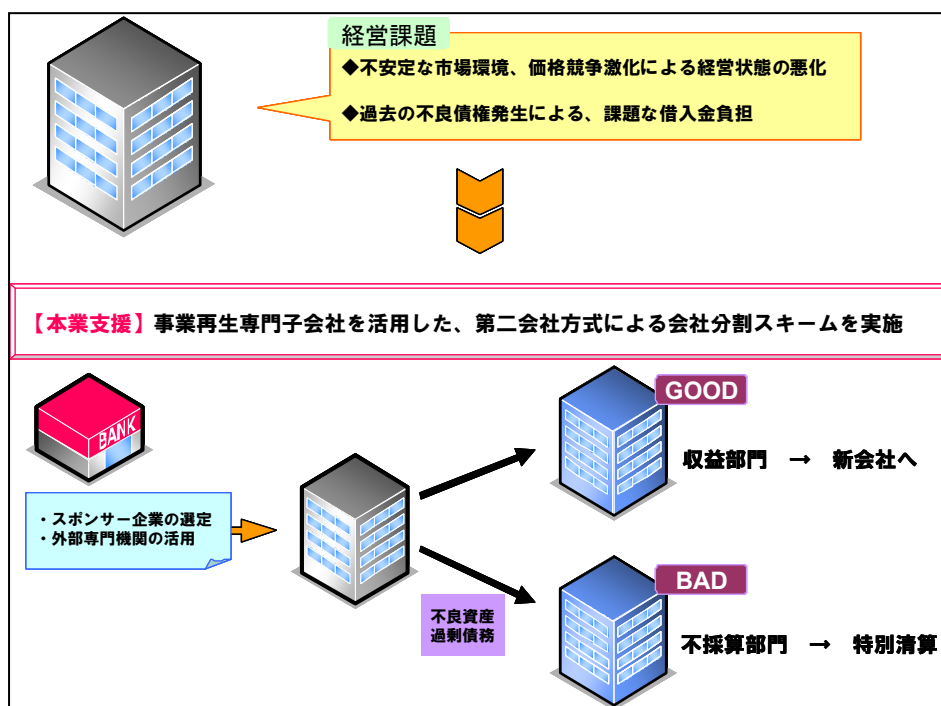 経営課題
◆不安定な市場環境、価格競争激化による経営状態の悪化
◆過去の不良債権発生による、課題な借入金負担
【本業支援】事業再生専門子会社を活用した、第二会社方式による会社分割スキームを実施
BANK
・スポンサー企業の選定
・外部専門機関の活用
GOOD
収益部門 → 新会社へ
不良資産
過剰債務
BAD
不採算部門 → 特別清算